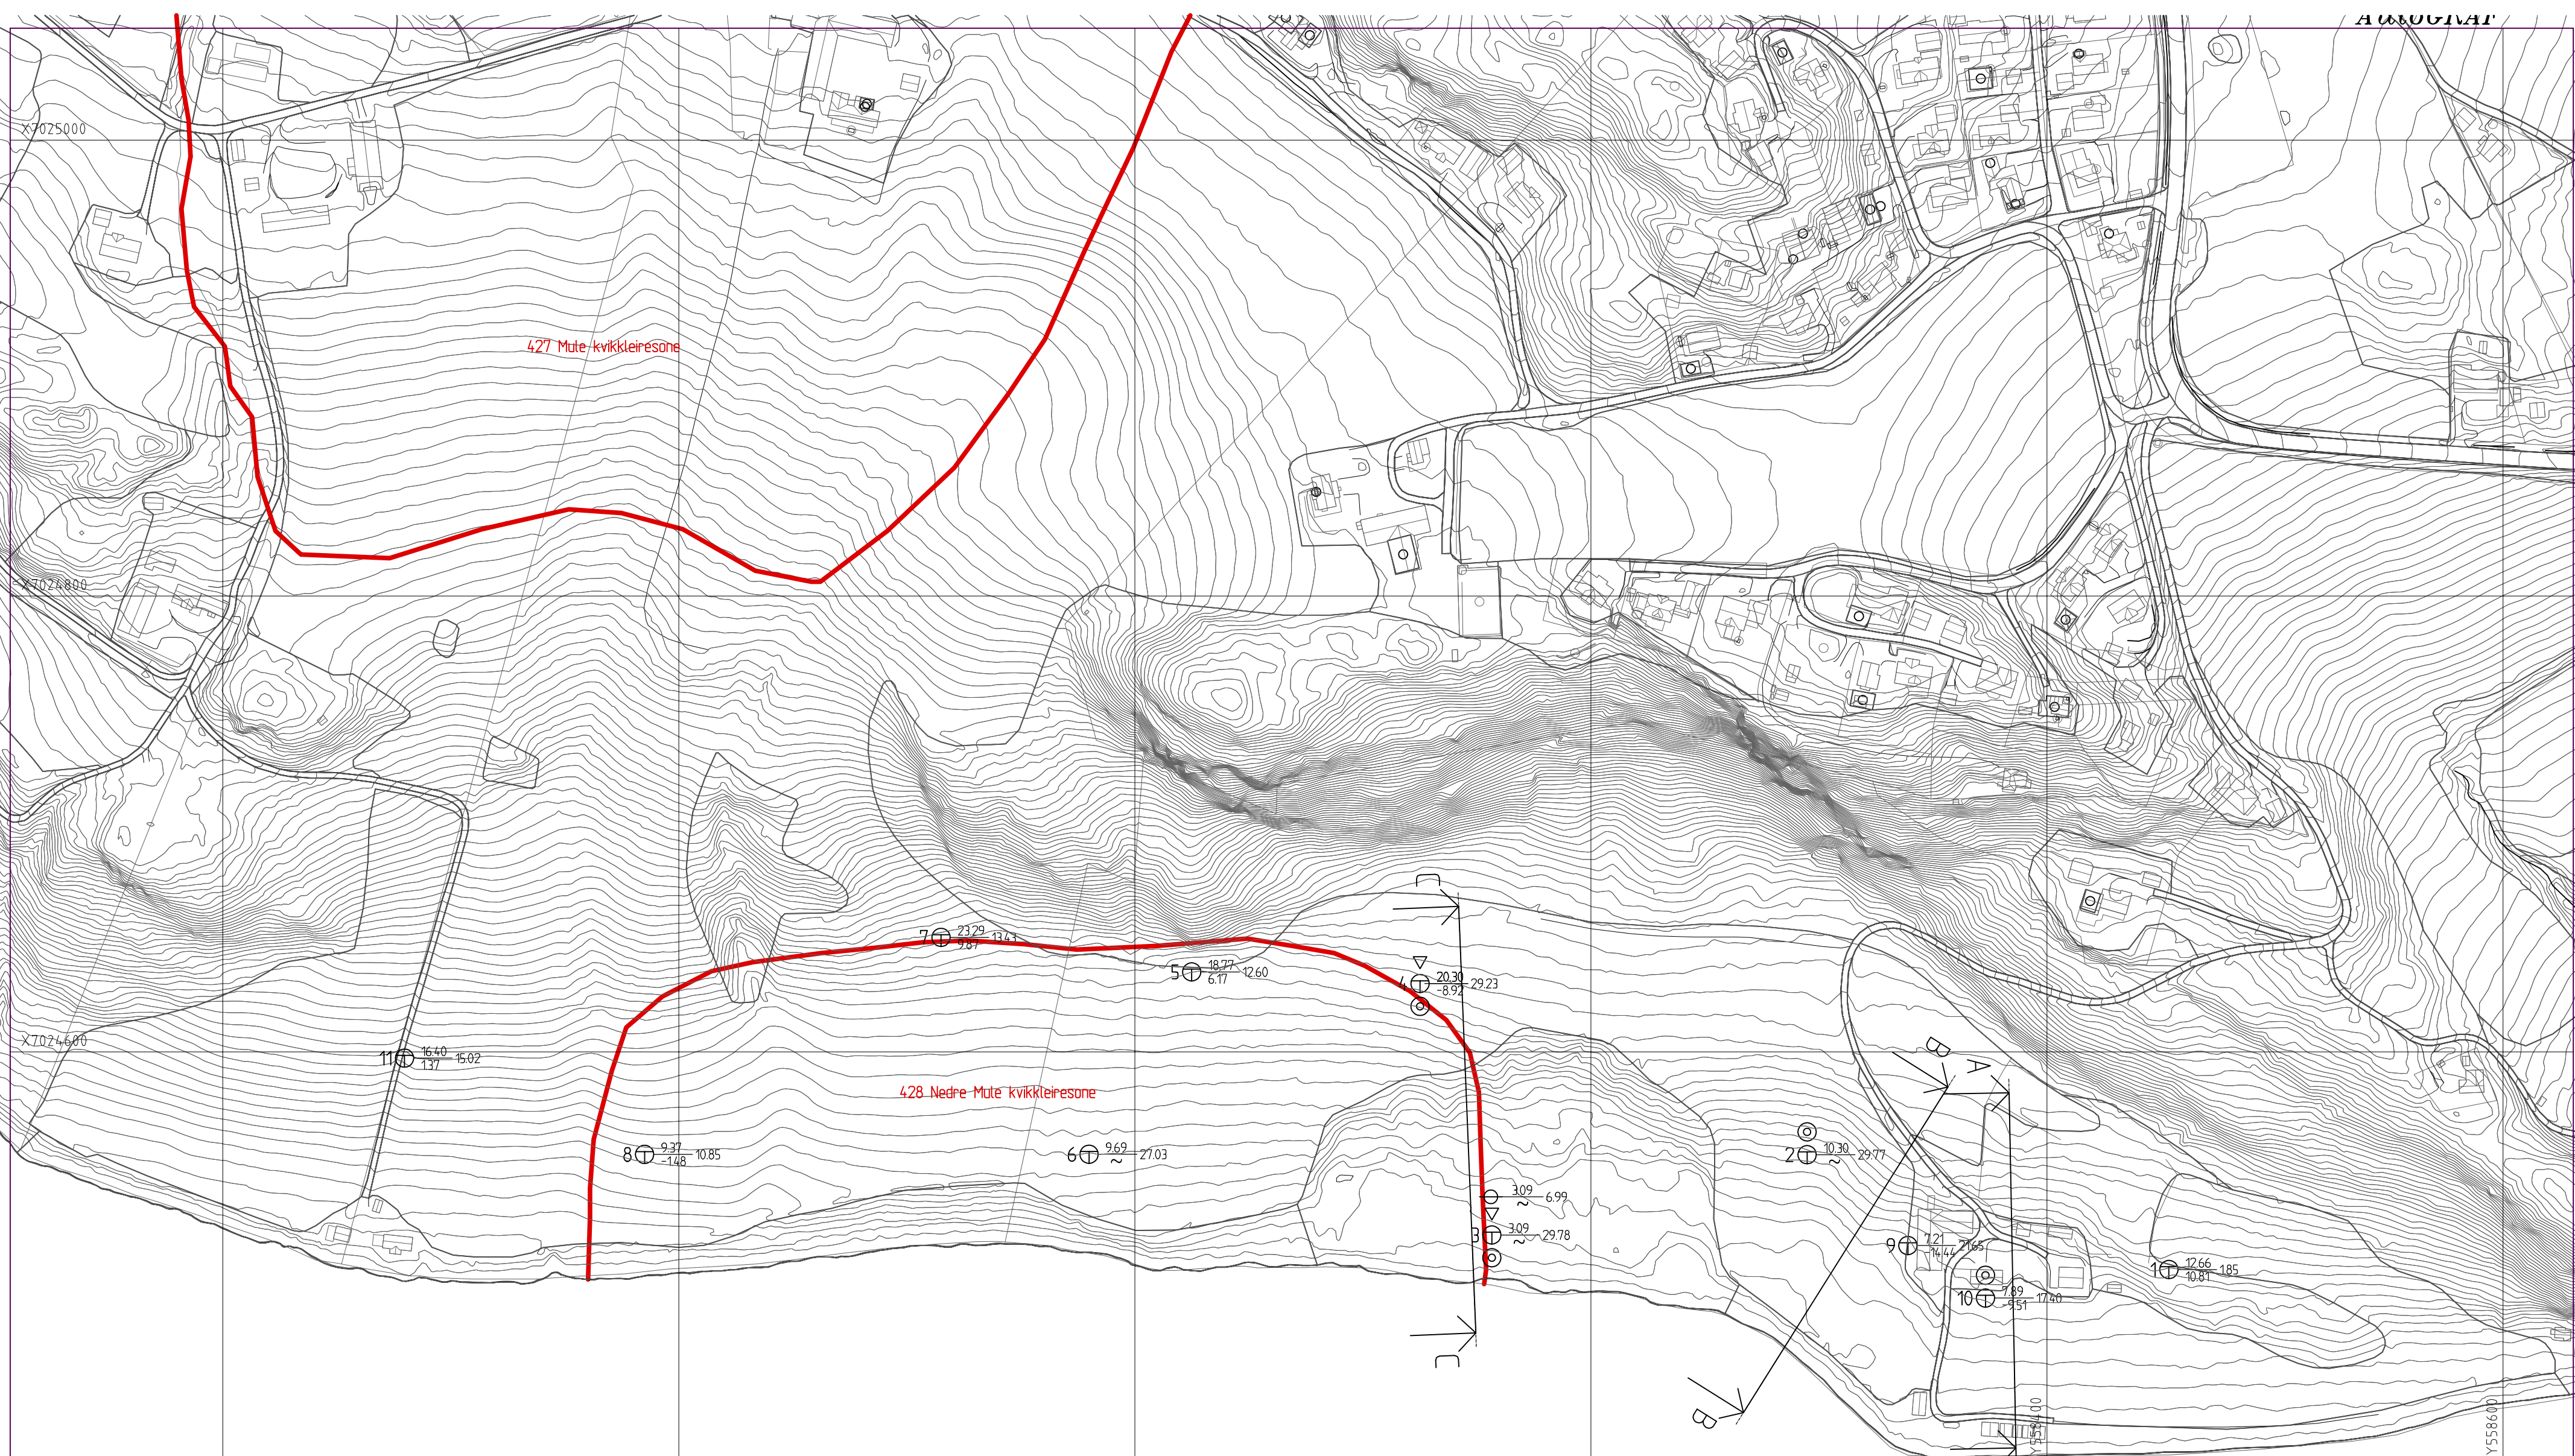 AutoGRAF
X7025000
427 Mule kvikkleiresone
X7024800
C
7 23.29 9.87 13.43
5 18.77 6.17 12.60
4 20.30 -8.92 29.23
X7024600
B
A
11 16.40 1.37 15.02
428 Nedre Mule kvikkleiresone
8 9.37 -1.48 10.85
6 9.69 ~ 27.03
2 10.30 ~ 29.77
3.09 ~ 6.99
3 3.09 ~ 29.78
9 7.21 -14.44 21.65
1 12.66 10.81 1.85
10 7.89 -9.51 17.40
C
B
Y558400
Y558600